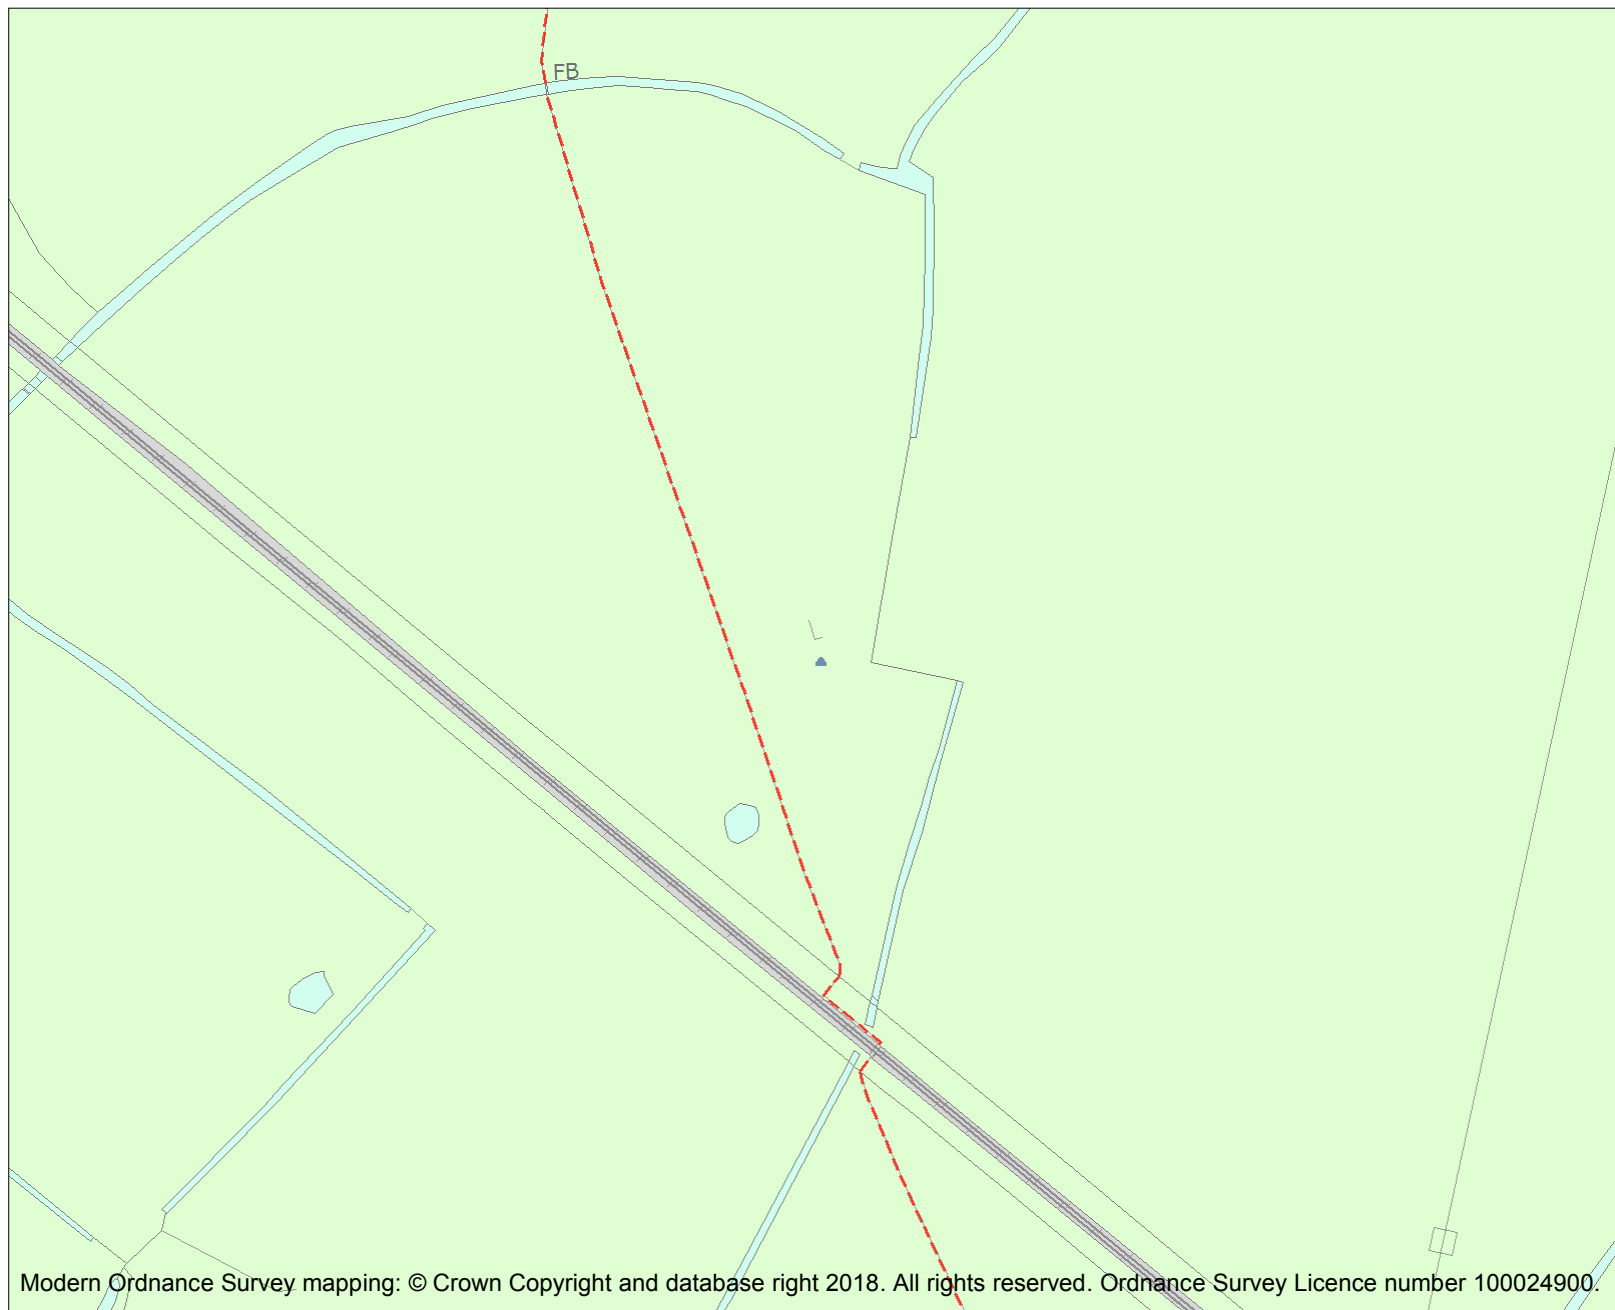 FB
Modern Ordnance Survey mapping: © Crown Copyright and database right 2018. All rights reserved. Ordnance Survey Licence number 100024900.